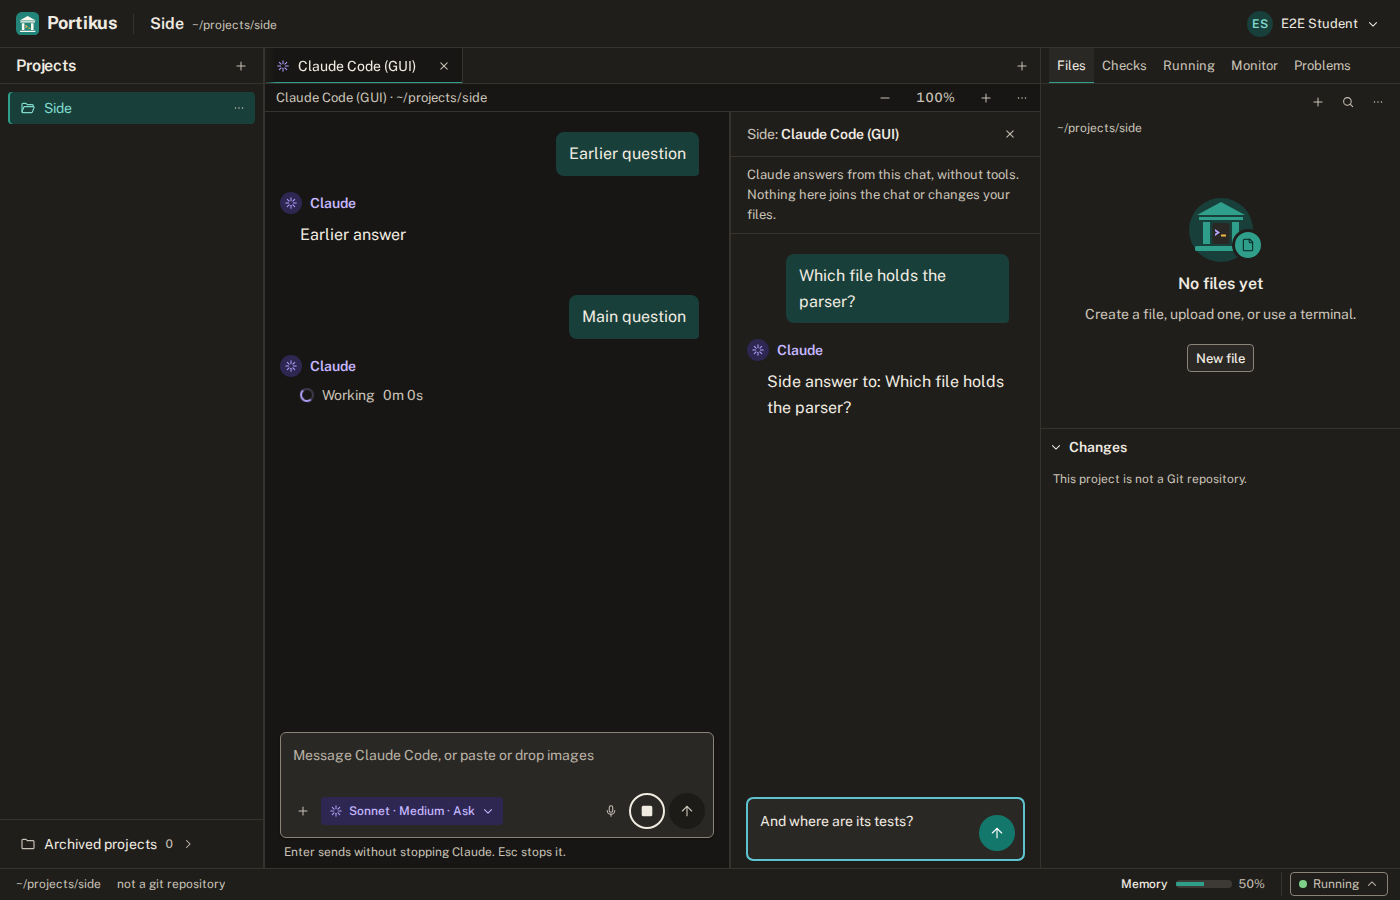 Portikus
Side ~/projects/side
ES E2E Student
Projects
Side
Archived projects 0
Claude Code (GUI)
Claude Code (GUI) · ~/projects/side
100%
Earlier question
Claude
Earlier answer
Main question
Claude
Working 0m 0s
Message Claude Code, or paste or drop images
Sonnet · Medium · Ask
Enter sends without stopping Claude. Esc stops it.
Side: Claude Code (GUI)
Claude answers from this chat, without tools.
Nothing here joins the chat or changes your
files.
Which file holds the
parser?
Claude
Side answer to: Which file holds
the parser?
And where are its tests?
Files Checks Running Monitor Problems
~/projects/side
No files yet
Create a file, upload one, or use a terminal.
New file
Changes
This project is not a Git repository.
~/projects/side not a git repository
Memory 50%
Running